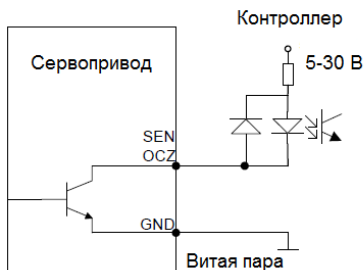 Контроллер
5-30 В
Сервопривод
SEN
OCZ
GND
Витая пара